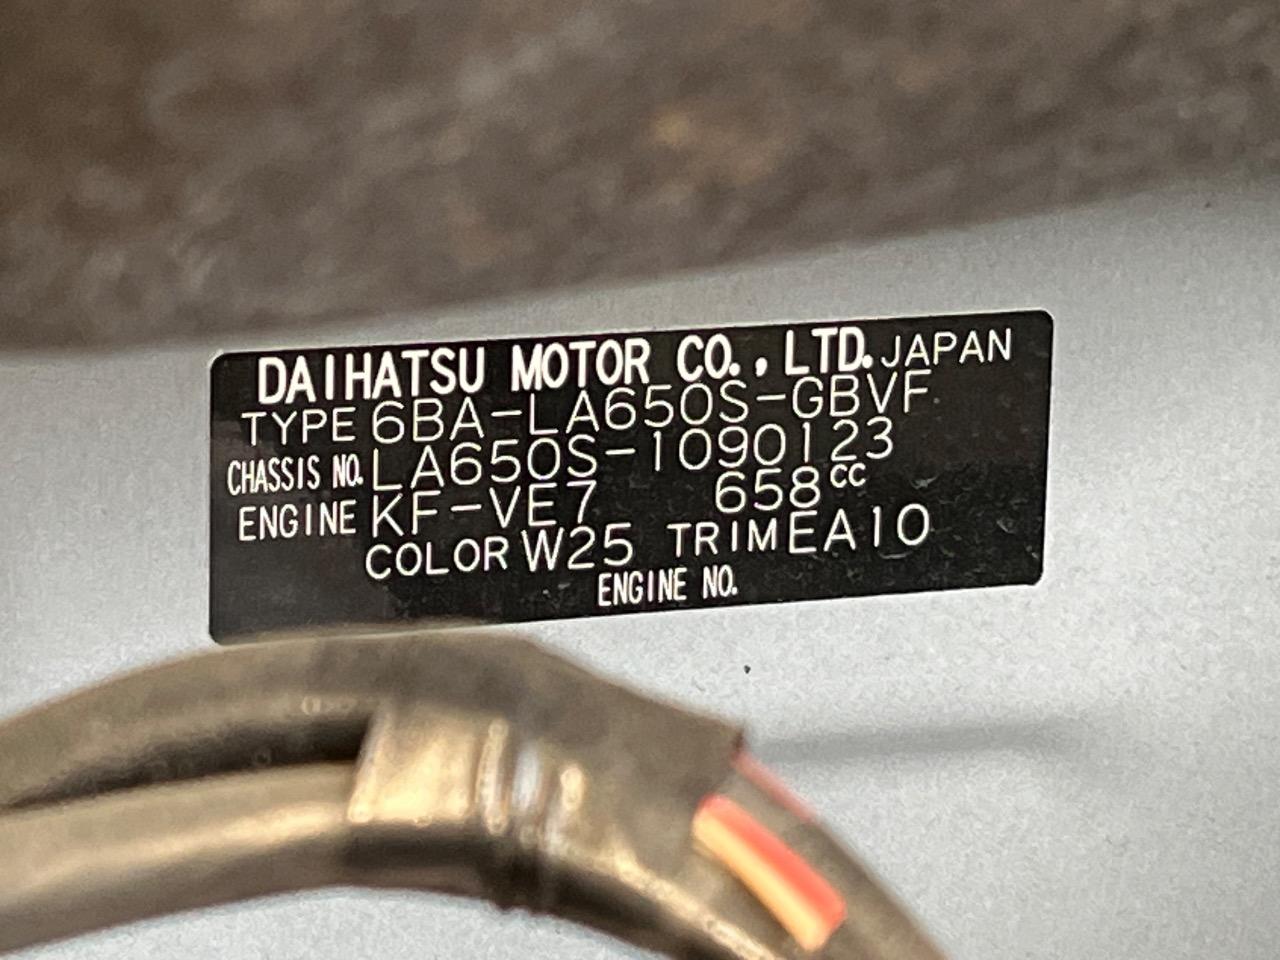 DAIHATSU MOTOR CO., LTD. JAPAN
TYPE 6BA-LA650S-GBVF
CHASSIS NO. LA650S-1090123
ENGINE KF-VE7 658cc
COLOR W25 TRIM EA10
ENGINE NO.